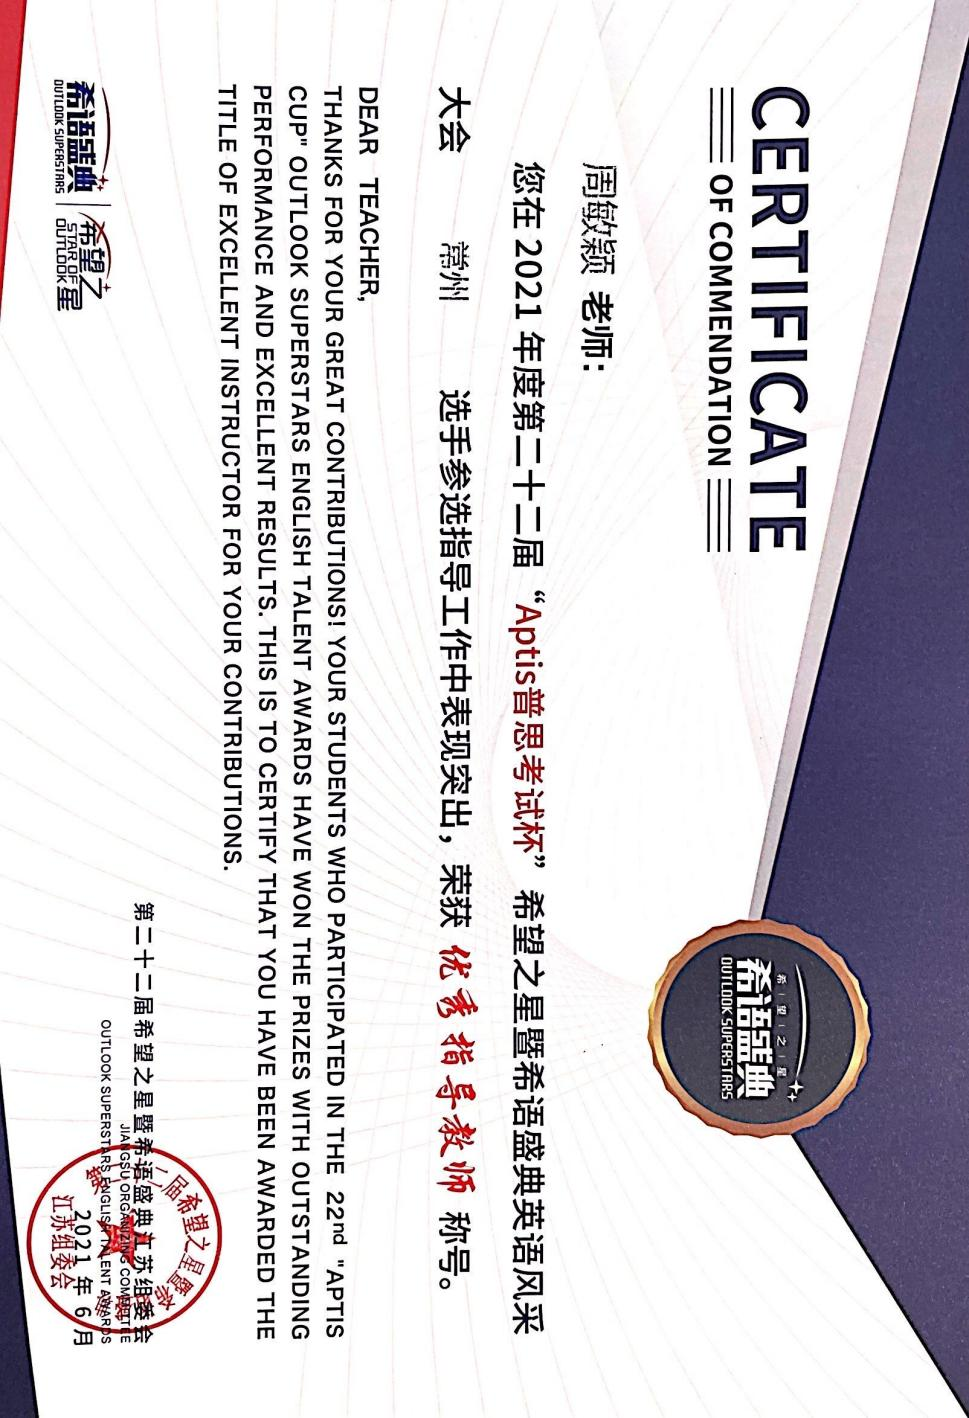 CERTIFICATE
OF COMMENDATION
希|望|之|星
希语盛典
OUTLOOK SUPERSTARS
周敏颖 老师：
您在 2021 年度第二十二届“Aptis普思考试杯”希望之星暨希语盛典英语风采
大会 常州 选手参选指导工作中表现突出，荣获 优秀指导教师 称号。
DEAR TEACHER,
THANKS FOR YOUR GREAT CONTRIBUTIONS! YOUR STUDENTS WHO PARTICIPATED IN THE 22nd "APTIS
CUP" OUTLOOK SUPERSTARS ENGLISH TALENT AWARDS HAVE WON THE PRIZES WITH OUTSTANDING
PERFORMANCE AND EXCELLENT RESULTS. THIS IS TO CERTIFY THAT YOU HAVE BEEN AWARDED THE
TITLE OF EXCELLENT INSTRUCTOR FOR YOUR CONTRIBUTIONS.
第二十二届希望之星暨希语盛典江苏组委会
JIANGSU ORGANIZING COMMITTEE
OUTLOOK SUPERSTARS ENGLISH TALENT AWARDS
2021 年 6 月
江苏组委会
希语盛典
OUTLOOK SUPERSTARS
希望之星
STAR OF
OUTLOOK